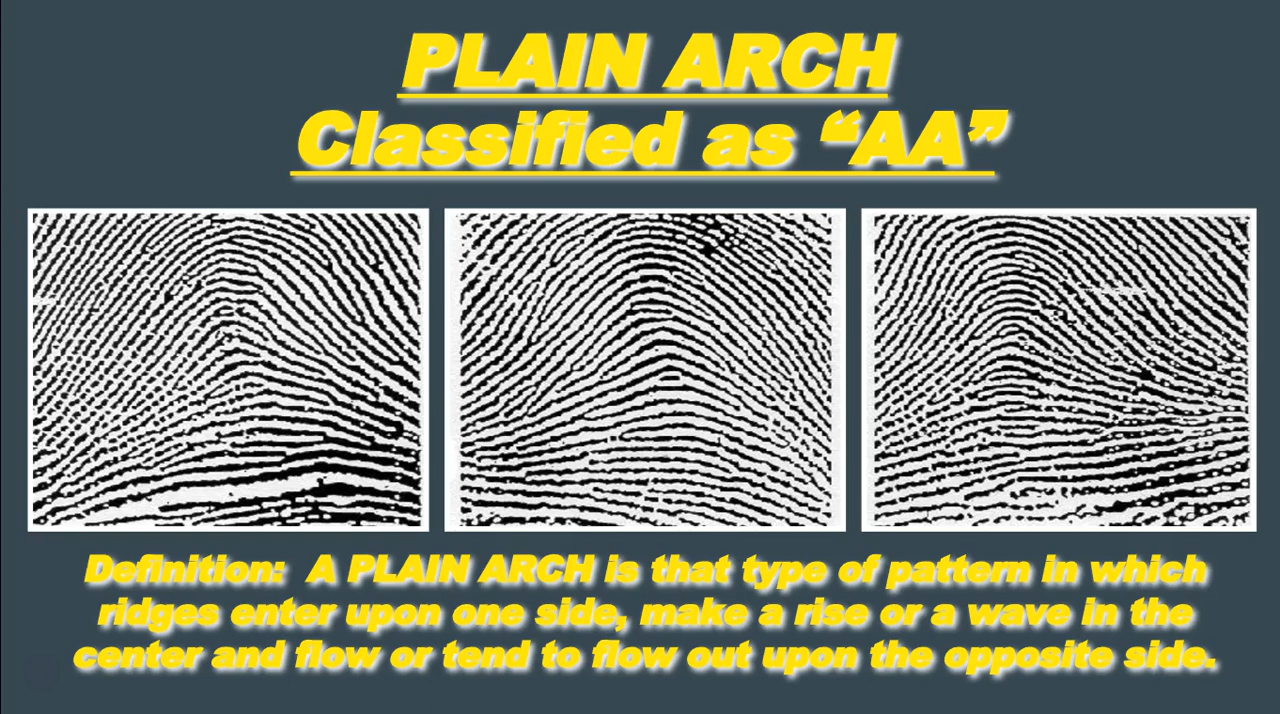 PLAIN ARCH
Classified as “AA”
Definition:  A PLAIN ARCH is that type of pattern in which
ridges enter upon one side, make a rise or a wave in the
center and flow or tend to flow out upon the opposite side.